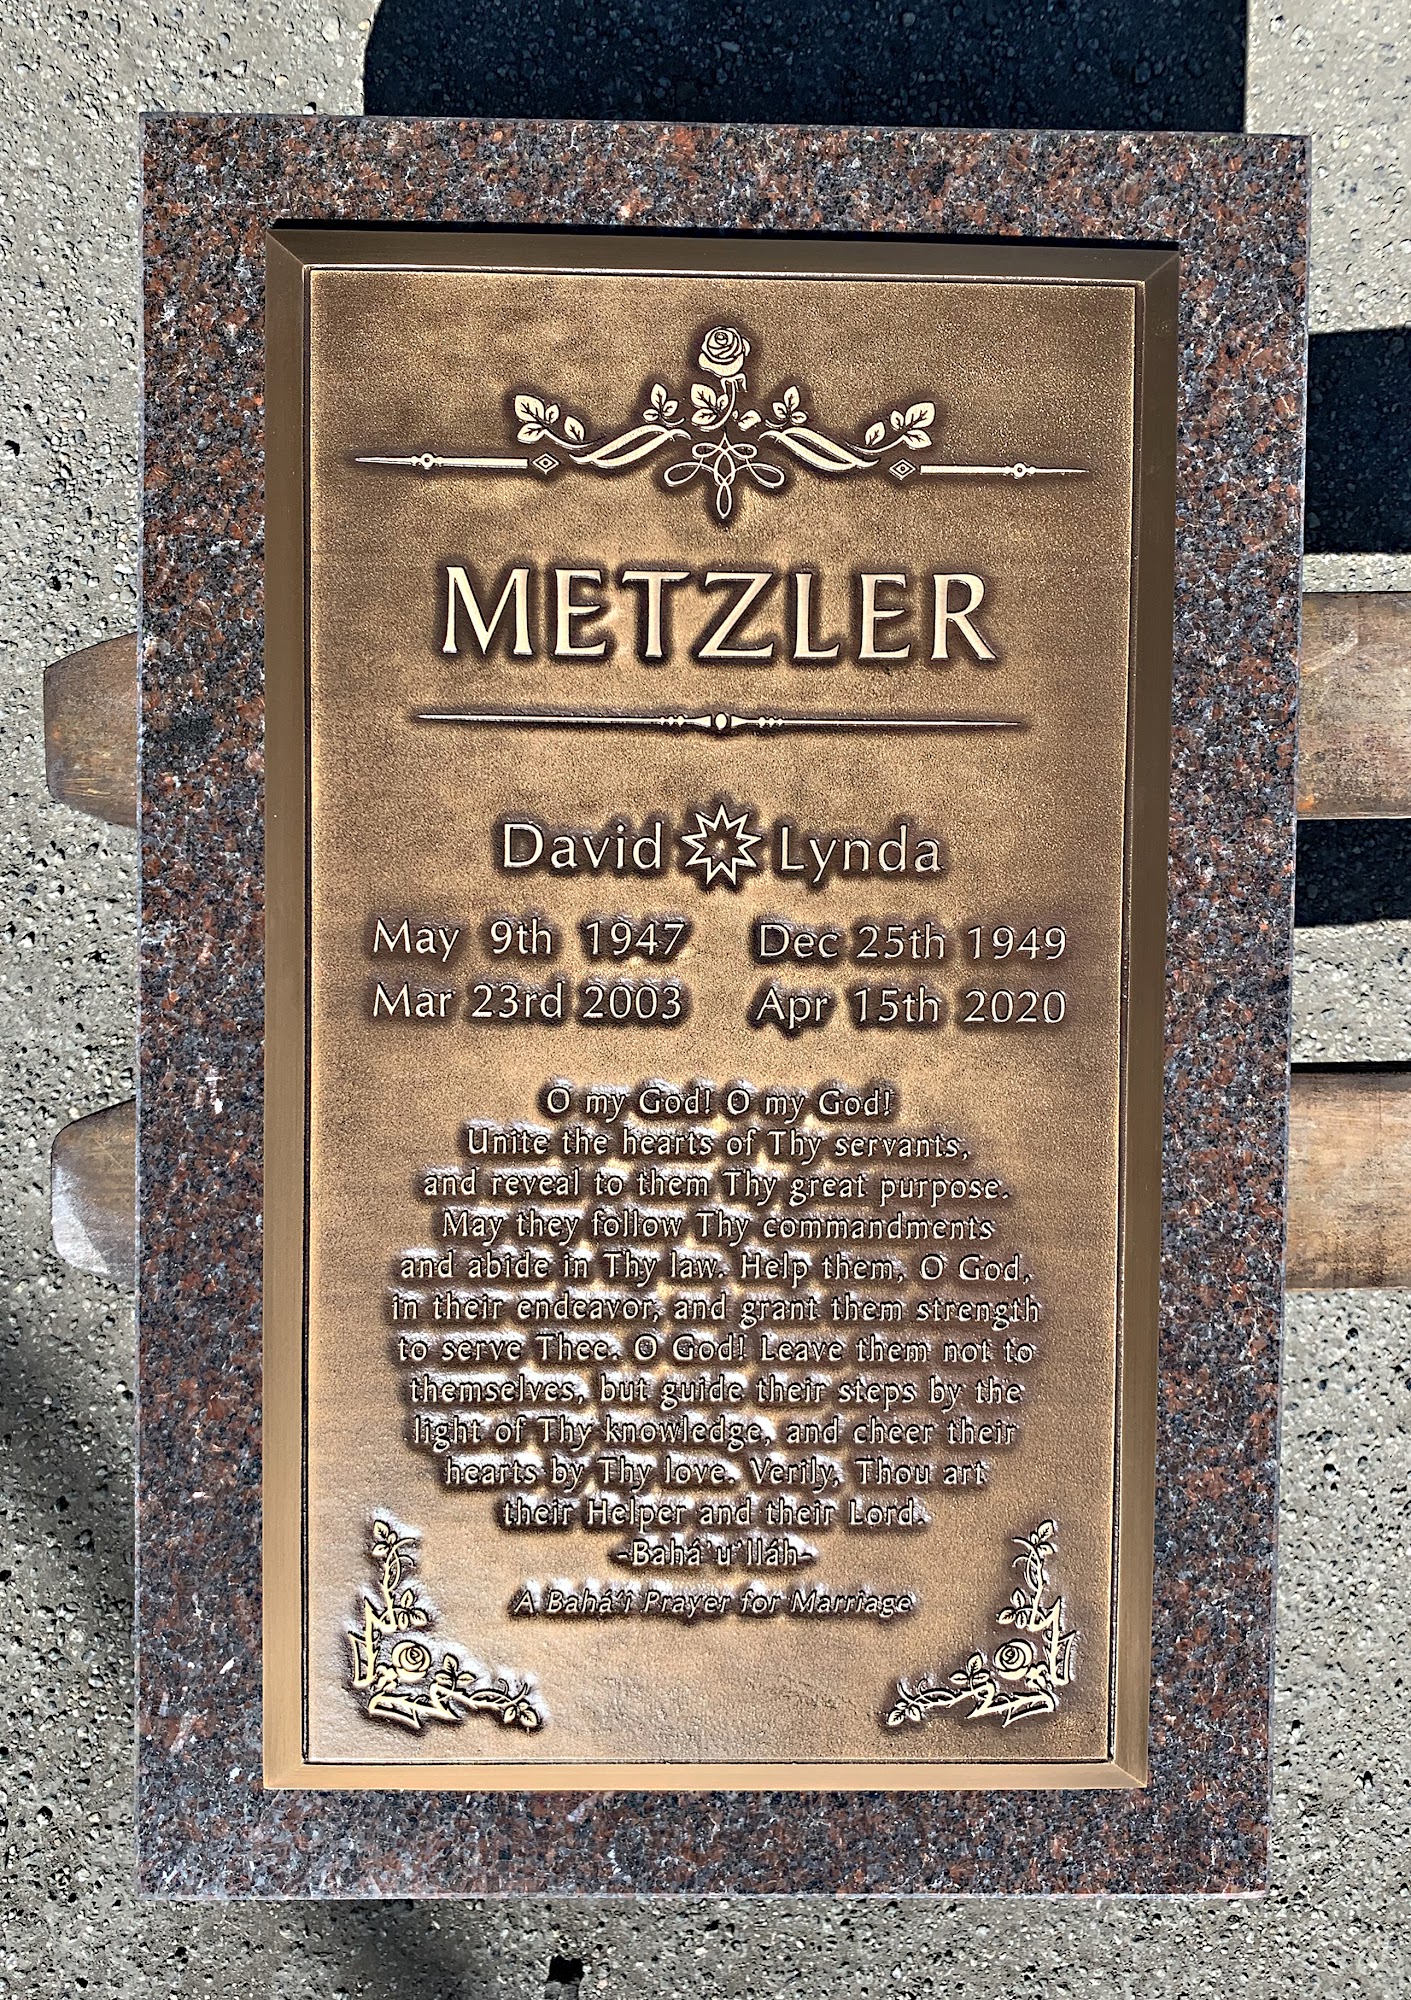 METZLER
David Lynda
May 9th 1947 Dec 25th 1949
Mar 23rd 2003 Apr 15th 2020
O my God! O my God!
Unite the hearts of Thy servants,
and reveal to them Thy great purpose.
May they follow Thy commandments
and abide in Thy law. Help them, O God,
in their endeavor, and grant them strength
to serve Thee. O God! Leave them not to
themselves, but guide their steps by the
light of Thy knowledge, and cheer their
hearts by Thy love. Verily, Thou art
their Helper and their Lord.
-Bahá'u'lláh-
A Bahá'í Prayer for Marriage